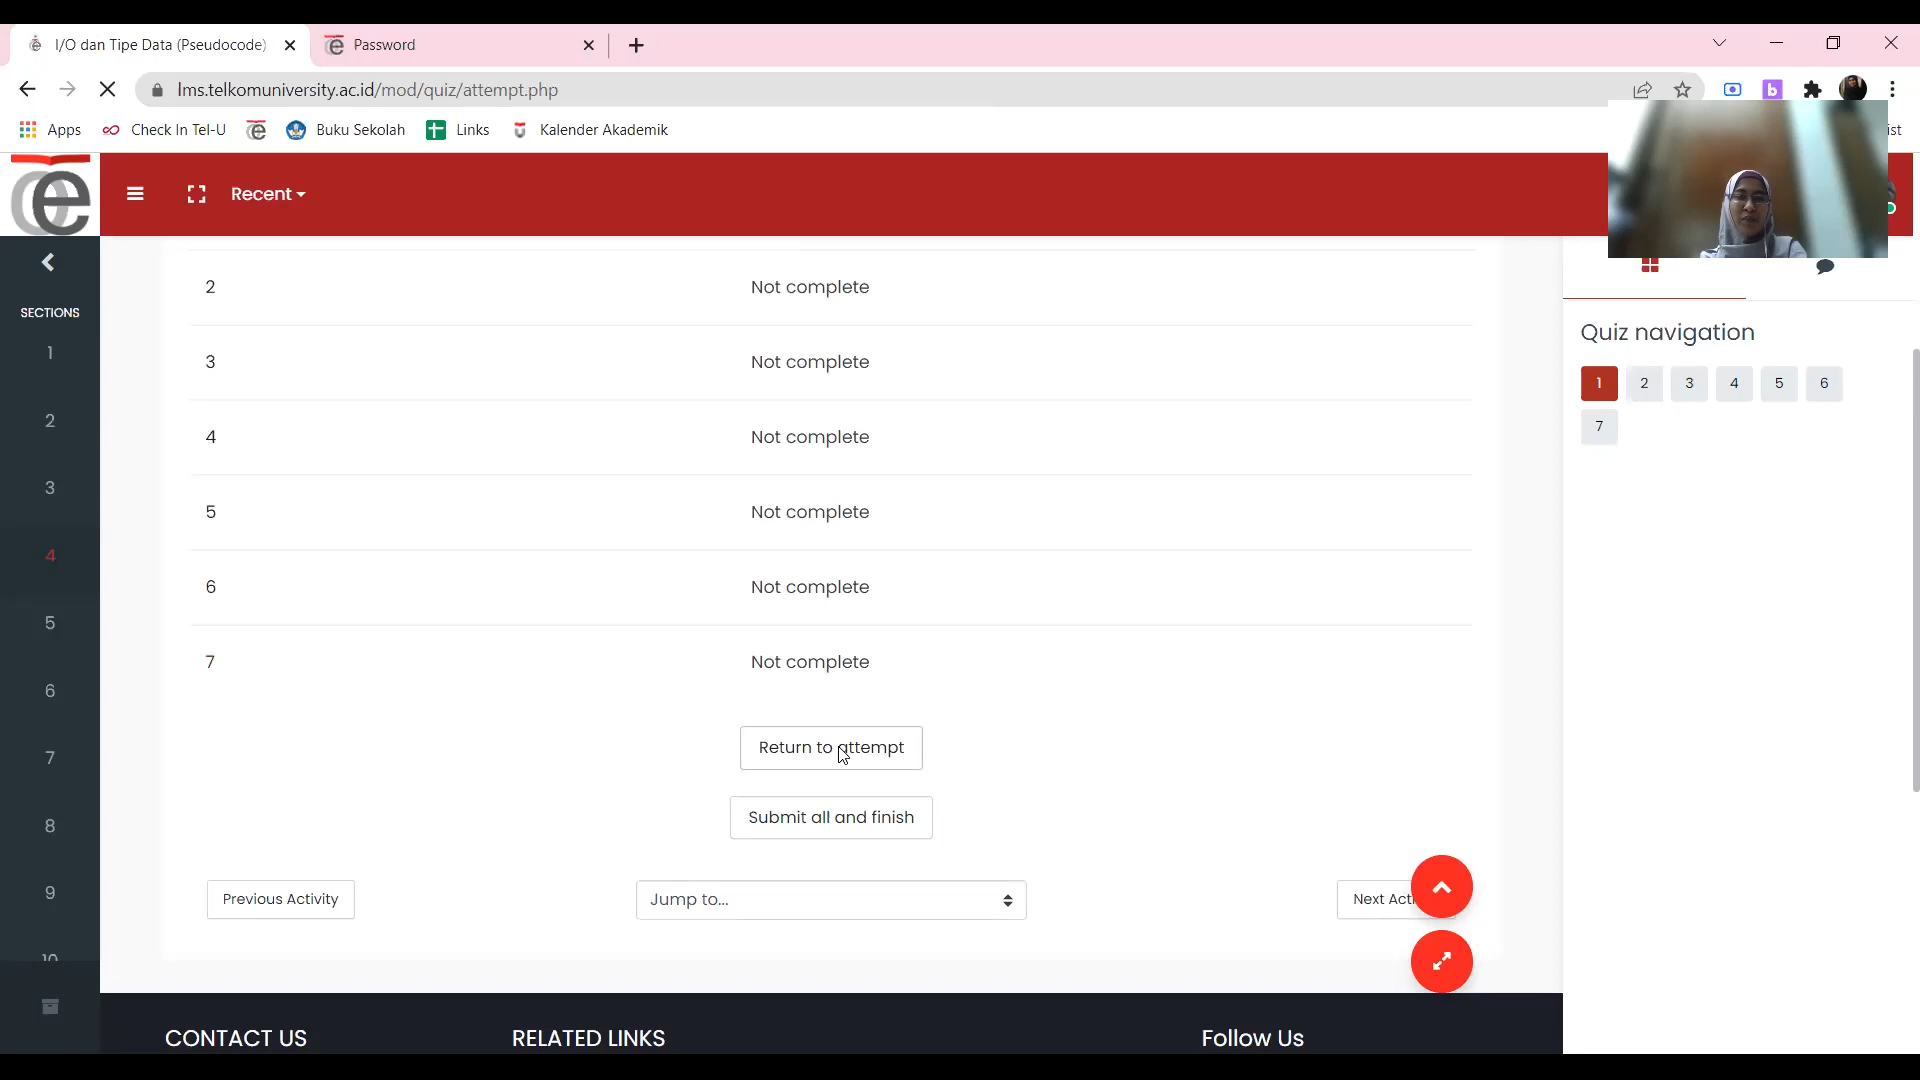 I/O dan Tipe Data (Pseudocode)
Password
lms.telkomuniversity.ac.id/mod/quiz/attempt.php
Apps
Check In Tel-U
Buku Sekolah
Links
Kalender Akademik
Recent
SECTIONS
1
2
3
4
5
6
7
8
9
10
2 Not complete
3 Not complete
4 Not complete
5 Not complete
6 Not complete
7 Not complete
Return to attempt
Submit all and finish
Previous Activity
Jump to...
Quiz navigation
1 2 3 4 5 6
7
CONTACT US
RELATED LINKS
Follow Us